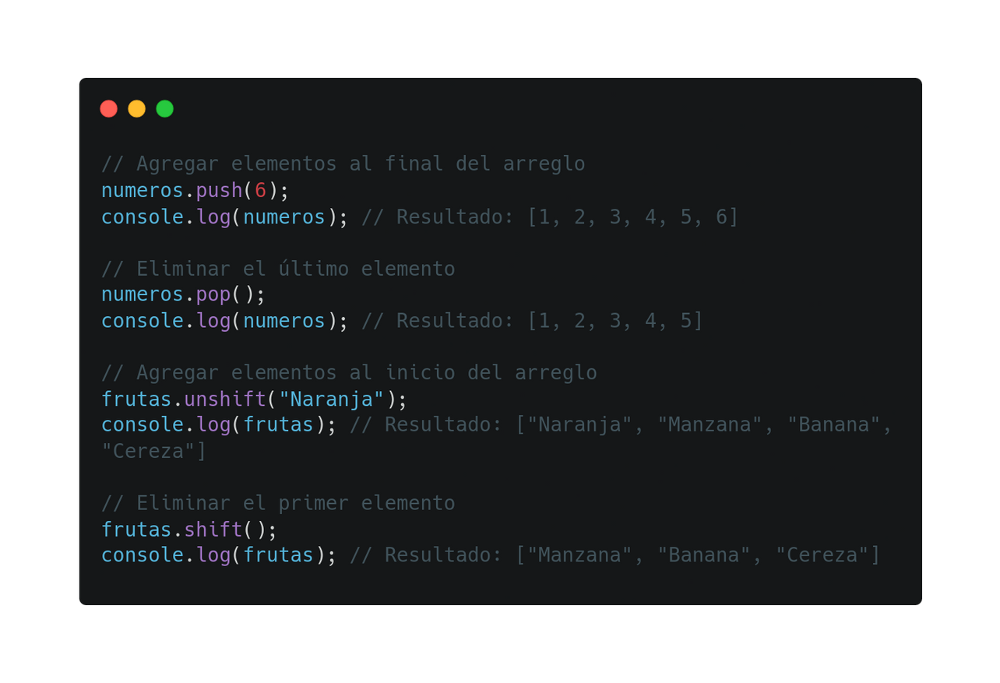 // Agregar elementos al final del arreglo
numeros.push(6);
console.log(numeros); // Resultado: [1, 2, 3, 4, 5, 6]
// Eliminar el último elemento
numeros.pop();
console.log(numeros); // Resultado: [1, 2, 3, 4, 5]
// Agregar elementos al inicio del arreglo
frutas.unshift("Naranja");
console.log(frutas); // Resultado: ["Naranja", "Manzana", "Banana",
"Cereza"]
// Eliminar el primer elemento
frutas.shift();
console.log(frutas); // Resultado: ["Manzana", "Banana", "Cereza"]